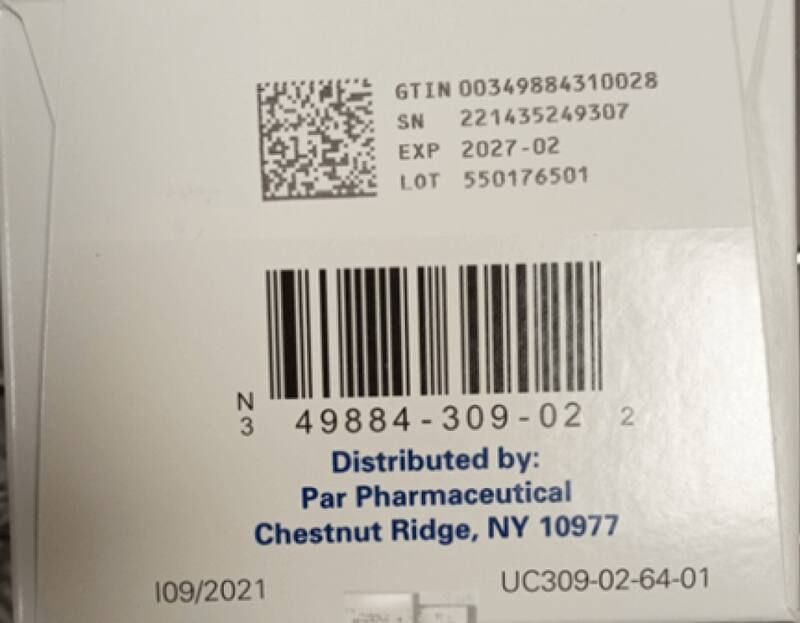 GTIN 00349884310028
SN 221435249307
EXP 2027-02
LOT 550176501
N
3 49884-309-02 2
Distributed by:
Par Pharmaceutical
Chestnut Ridge, NY 10977
I09/2021 UC309-02-64-01